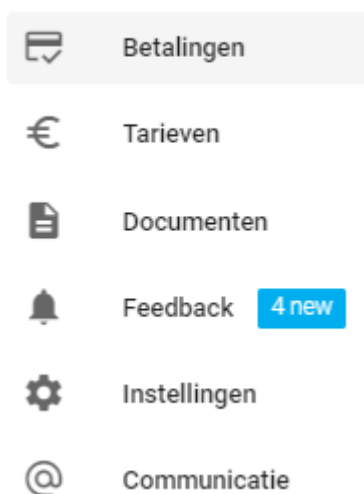 Betalingen
Tarieven
Documenten
Feedback 4 new
Instellingen
Communicatie